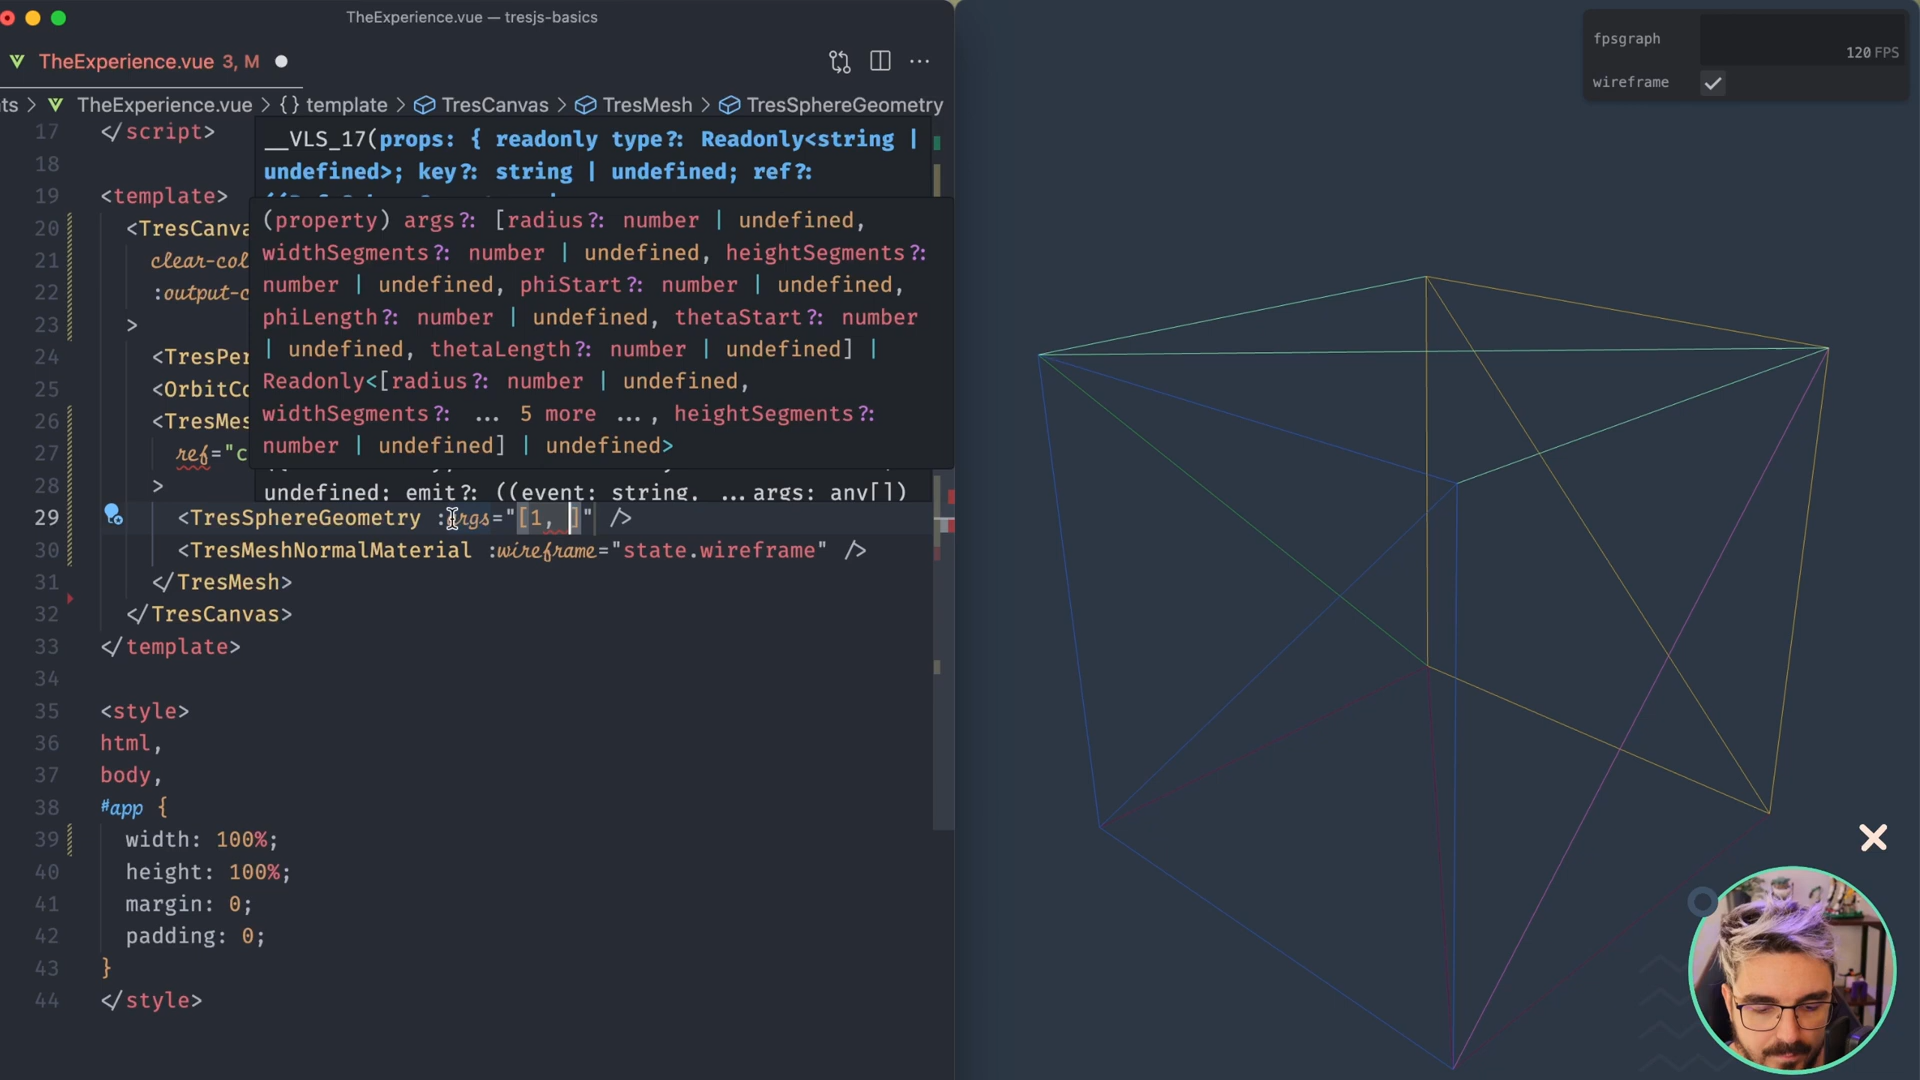 TheExperience.vue — tresjs-basics
TheExperience.vue 3, M
ts > TheExperience.vue > {} template > TresCanvas > TresMesh > TresSphereGeometry
17 </script>
__VLS_17(props: { readonly type?: Readonly<string |
undefined>; key?: string | undefined; ref?:
18
19 <template>
(property) args?: [radius?: number | undefined,
widthSegments?: number | undefined, heightSegments?:
number | undefined, phiStart?: number | undefined,
phiLength?: number | undefined, thetaStart?: number
| undefined, thetaLength?: number | undefined] |
Readonly<[radius?: number | undefined,
widthSegments?: ... 5 more ..., heightSegments?:
number | undefined] | undefined>
undefined; emit?: ((event: string, ...args: any[])
20 <TresCanva
21 clear-col
22 :output-c
23 >
24 <TresPer
25 <OrbitCo
26 <TresMes
27 ref="c
28 >
29 <TresSphereGeometry :args="[1, ]" />
30 <TresMeshNormalMaterial :wireframe="state.wireframe" />
31 </TresMesh>
32 </TresCanvas>
33 </template>
34
35 <style>
36 html,
37 body,
38 #app {
39 width: 100%;
40 height: 100%;
41 margin: 0;
42 padding: 0;
43 }
44 </style>
fpsgraph
120 FPS
wireframe